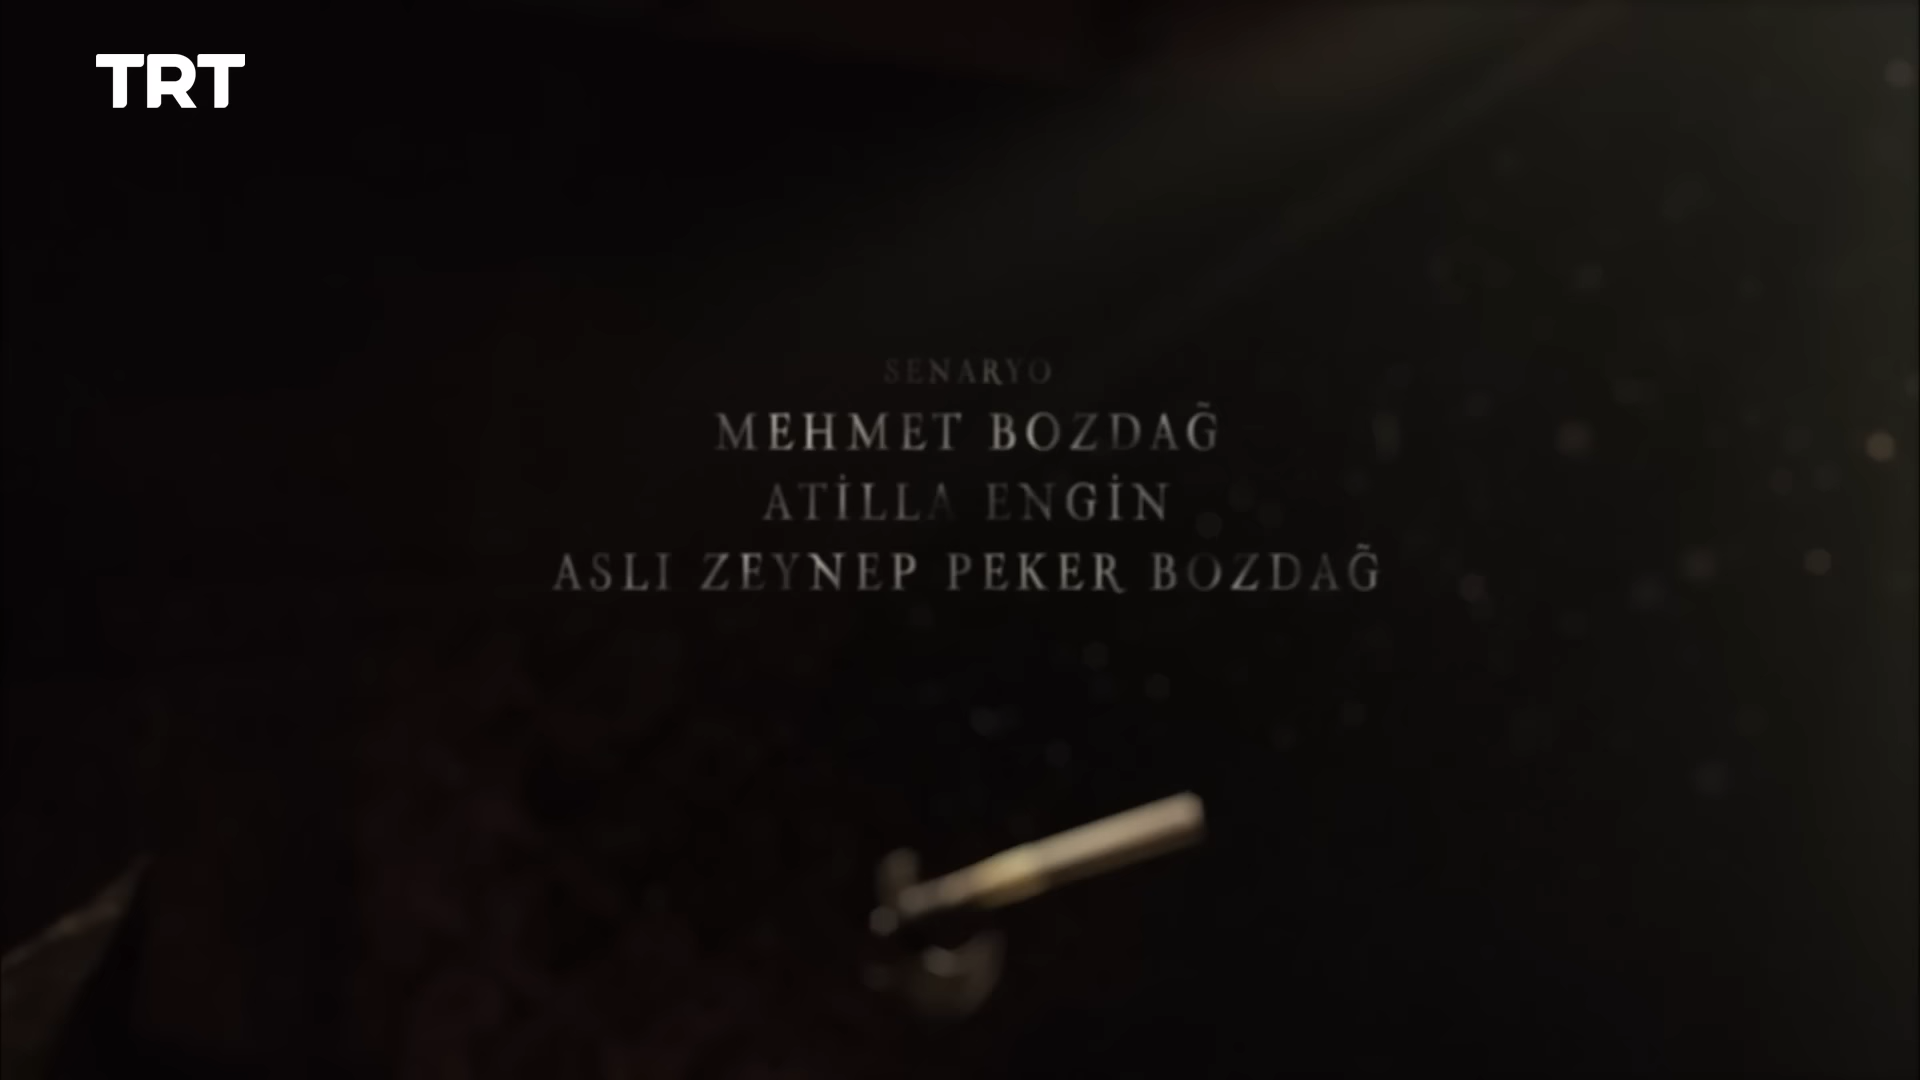 TRT
SENARYO
MEHMET BOZDAĞ
ATİLLA ENGİN
ASLI ZEYNEP PEKER BOZDAĞ